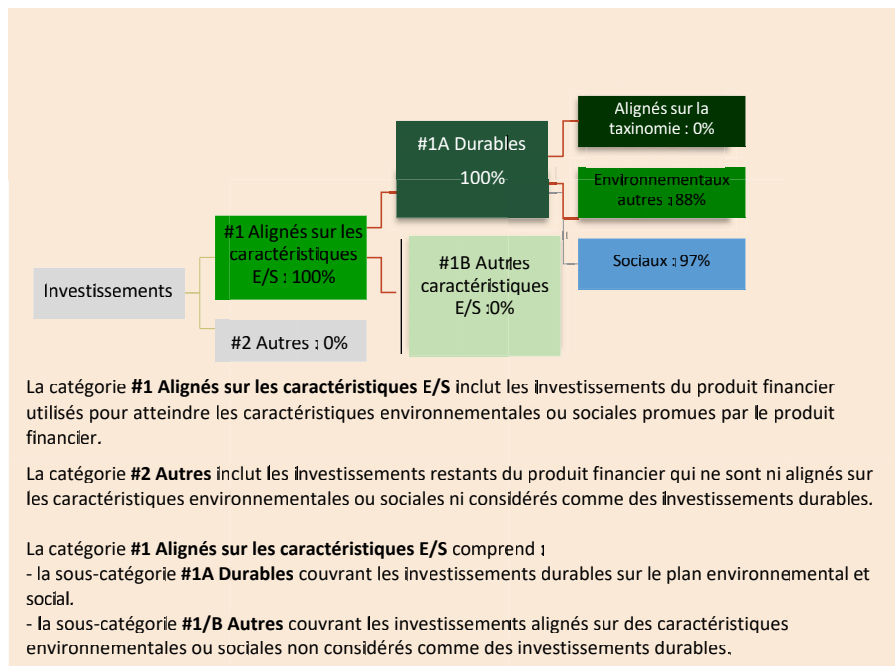 Alignés sur la
taxinomie : 0%
#1A Durables
100%
Environnementaux
autres : 88%
#1 Alignés sur les
caractéristiques
E/S : 100%
#1B Autres
caractéristiques
E/S :0%
Sociaux : 97%
Investissements
#2 Autres : 0%
La catégorie #1 Alignés sur les caractéristiques E/S inclut les investissements du produit financier
utilisés pour atteindre les caractéristiques environnementales ou sociales promues par le produit
financier.
La catégorie #2 Autres inclut les investissements restants du produit financier qui ne sont ni alignés sur
les caractéristiques environnementales ou sociales ni considérés comme des investissements durables.
La catégorie #1 Alignés sur les caractéristiques E/S comprend :
- la sous-catégorie #1A Durables couvrant les investissements durables sur le plan environnemental et
social.
- la sous-catégorie #1/B Autres couvrant les investissements alignés sur des caractéristiques
environnementales ou sociales non considérés comme des investissements durables.